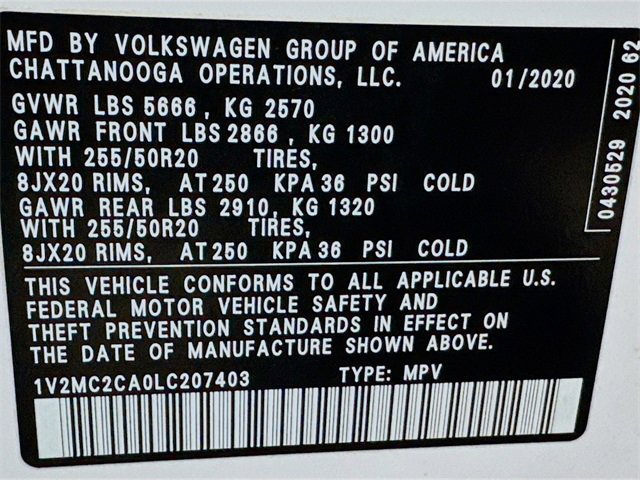 MFD BY VOLKSWAGEN GROUP OF AMERICA
CHATTANOOGA OPERATIONS, LLC. 01/2020
GVWR LBS 5666, KG 2570
GAWR FRONT LBS 2866, KG 1300
WITH 255/50R20 TIRES,
8JX20 RIMS, AT 250 KPA 36 PSI COLD
GAWR REAR LBS 2910, KG 1320
WITH 255/50R20 TIRES,
8JX20 RIMS, AT 250 KPA 36 PSI COLD
THIS VEHICLE CONFORMS TO ALL APPLICABLE U.S.
FEDERAL MOTOR VEHICLE SAFETY AND
THEFT PREVENTION STANDARDS IN EFFECT ON
THE DATE OF MANUFACTURE SHOWN ABOVE.
1V2MC2CA0LC207403 TYPE: MPV
0430529 2020 62